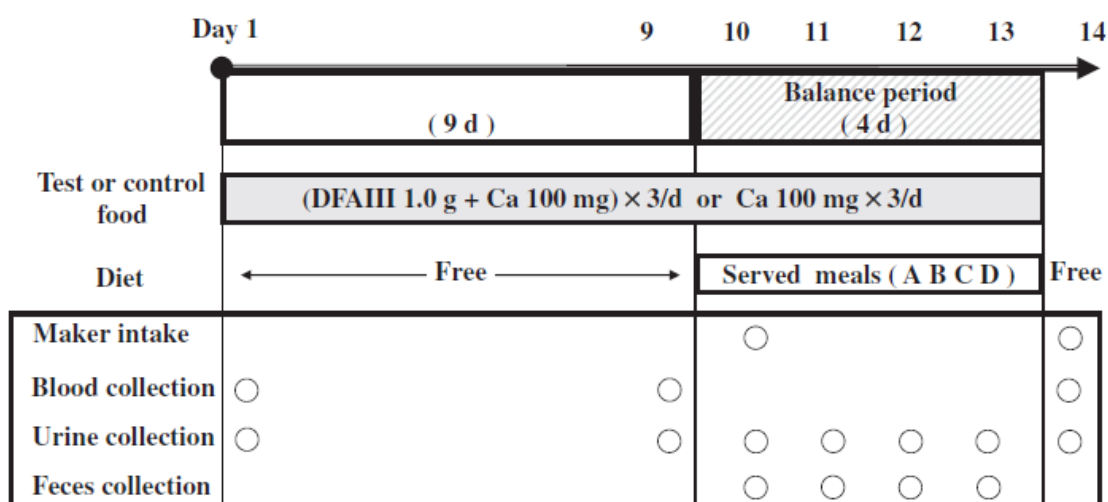 Day 1 9 10 11 12 13 14
Balance period
( 9 d ) ( 4 d )
Test or control
food
(DFAIII 1.0 g + Ca 100 mg) × 3/d or Ca 100 mg × 3/d
Diet Free Served meals ( A B C D ) Free
Maker intake
Blood collection
Urine collection
Feces collection